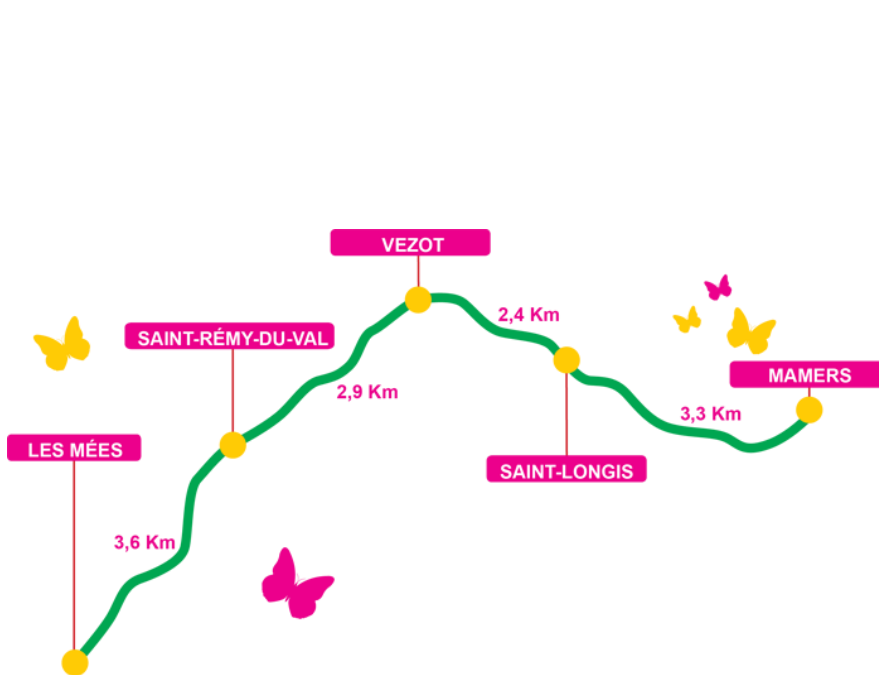 VEZOT
2,4 Km
SAINT-RÉMY-DU-VAL
2,9 Km
MAMERS
3,3 Km
LES MÉES
SAINT-LONGIS
3,6 Km